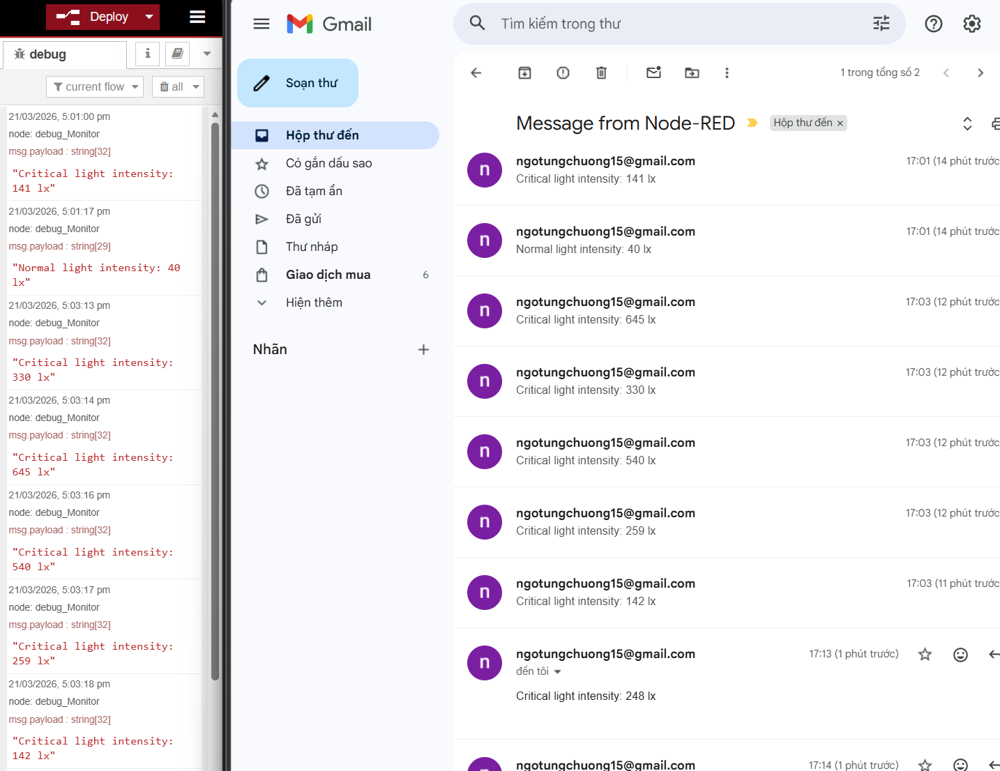 Deploy
debug
i
current flow
all
21/03/2026, 5:01:00 pm
node: debug_Monitor
msg.payload : string[32]
"Critical light intensity:
141 lx"
21/03/2026, 5:01:17 pm
node: debug_Monitor
msg.payload : string[29]
"Normal light intensity: 40
lx"
21/03/2026, 5:03:13 pm
node: debug_Monitor
msg.payload : string[32]
"Critical light intensity:
330 lx"
21/03/2026, 5:03:14 pm
node: debug_Monitor
msg.payload : string[32]
"Critical light intensity:
645 lx"
21/03/2026, 5:03:16 pm
node: debug_Monitor
msg.payload : string[32]
"Critical light intensity:
540 lx"
21/03/2026, 5:03:17 pm
node: debug_Monitor
msg.payload : string[32]
"Critical light intensity:
259 lx"
21/03/2026, 5:03:18 pm
node: debug_Monitor
msg.payload : string[32]
"Critical light intensity:
142 lx"
Gmail
Tìm kiếm trong thư
Soạn thư
Hộp thư đến
Có gắn dấu sao
Đã tạm ẩn
Đã gửi
Thư nháp
Giao dịch mua 6
Hiện thêm
Nhãn
1 trong tổng số 2
Message from Node-RED
Hộp thư đến ×
n
ngotungchuong15@gmail.com 17:01 (14 phút trước
Critical light intensity: 141 lx
n
ngotungchuong15@gmail.com 17:01 (14 phút trước
Normal light intensity: 40 lx
n
ngotungchuong15@gmail.com 17:03 (12 phút trước
Critical light intensity: 645 lx
n
ngotungchuong15@gmail.com 17:03 (12 phút trước
Critical light intensity: 330 lx
n
ngotungchuong15@gmail.com 17:03 (12 phút trước
Critical light intensity: 540 lx
n
ngotungchuong15@gmail.com 17:03 (12 phút trước
Critical light intensity: 259 lx
n
ngotungchuong15@gmail.com 17:03 (11 phút trước
Critical light intensity: 142 lx
n
ngotungchuong15@gmail.com 17:13 (1 phút trước)
đến tôi
Critical light intensity: 248 lx
ngotungchuong15@gmail.com 17:14 (1 phút trước)